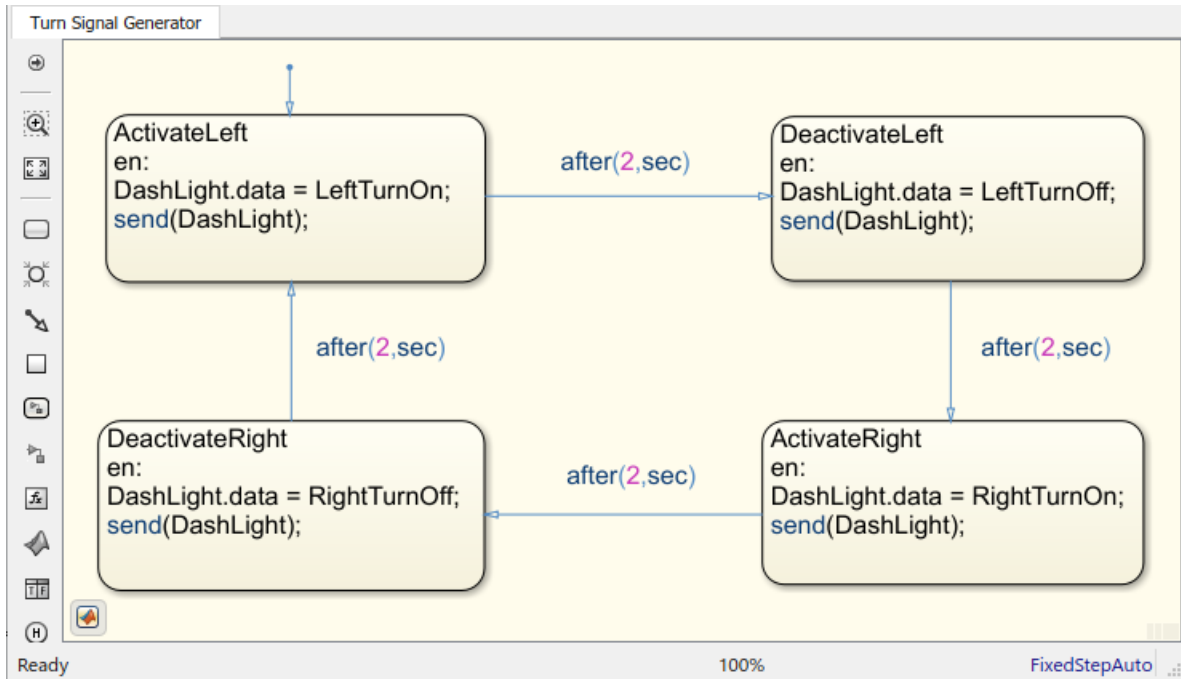 Turn Signal Generator
ActivateLeft
en:
DashLight.data = LeftTurnOn;
send(DashLight);
after(2,sec)
DeactivateLeft
en:
DashLight.data = LeftTurnOff;
send(DashLight);
after(2,sec)
after(2,sec)
DeactivateRight
en:
DashLight.data = RightTurnOff;
send(DashLight);
after(2,sec)
ActivateRight
en:
DashLight.data = RightTurnOn;
send(DashLight);
fx
T F
H
Ready
100%
FixedStepAuto